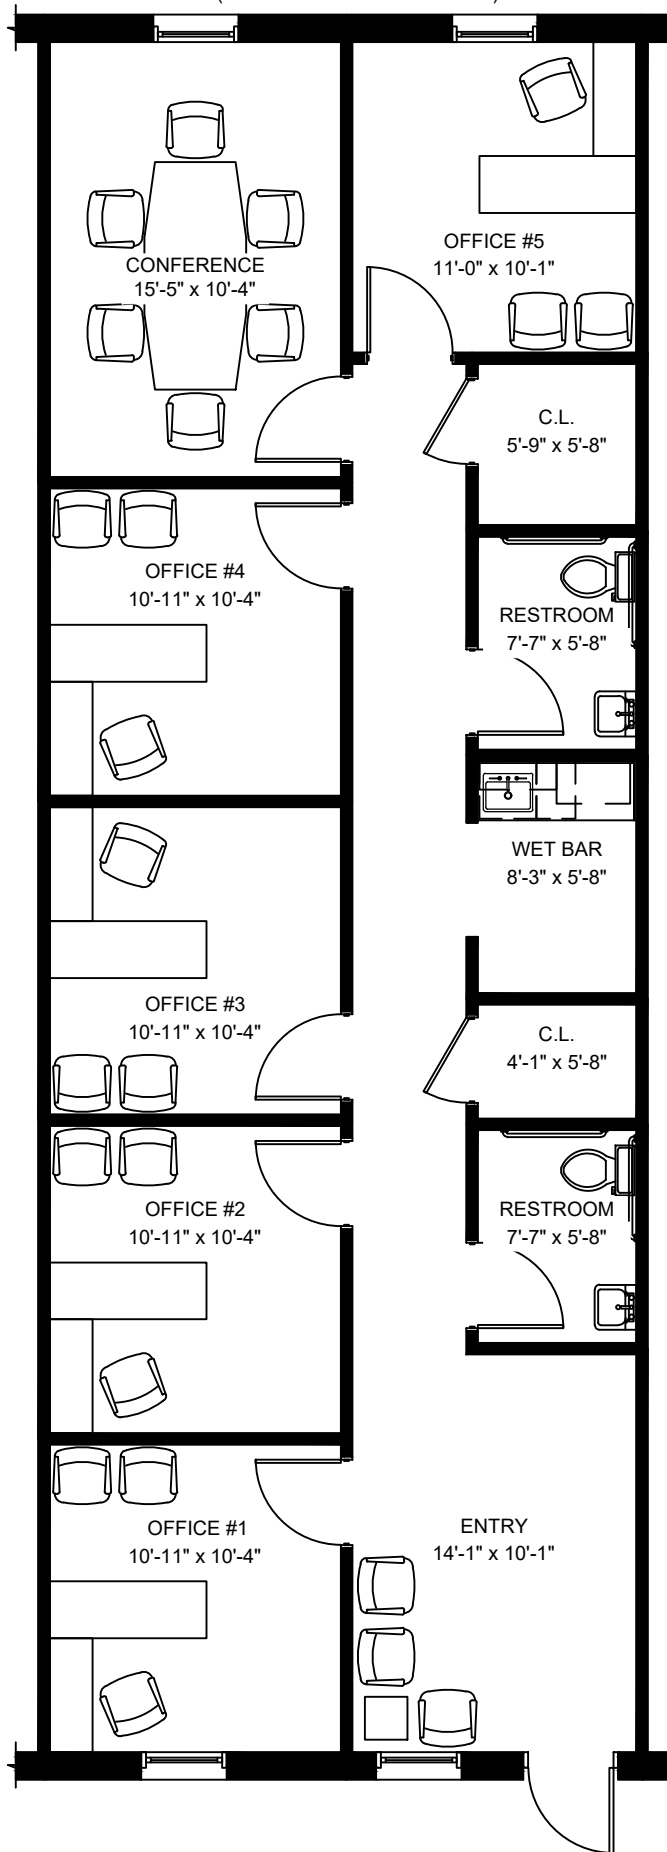 CONFERENCE
15'-5" x 10'-4"
OFFICE #5
11'-0" x 10'-1"
C.L.
5'-9" x 5'-8"
OFFICE #4
10'-11" x 10'-4"
RESTROOM
7'-7" x 5'-8"
WET BAR
8'-3" x 5'-8"
OFFICE #3
10'-11" x 10'-4"
C.L.
4'-1" x 5'-8"
OFFICE #2
10'-11" x 10'-4"
RESTROOM
7'-7" x 5'-8"
OFFICE #1
10'-11" x 10'-4"
ENTRY
14'-1" x 10'-1"